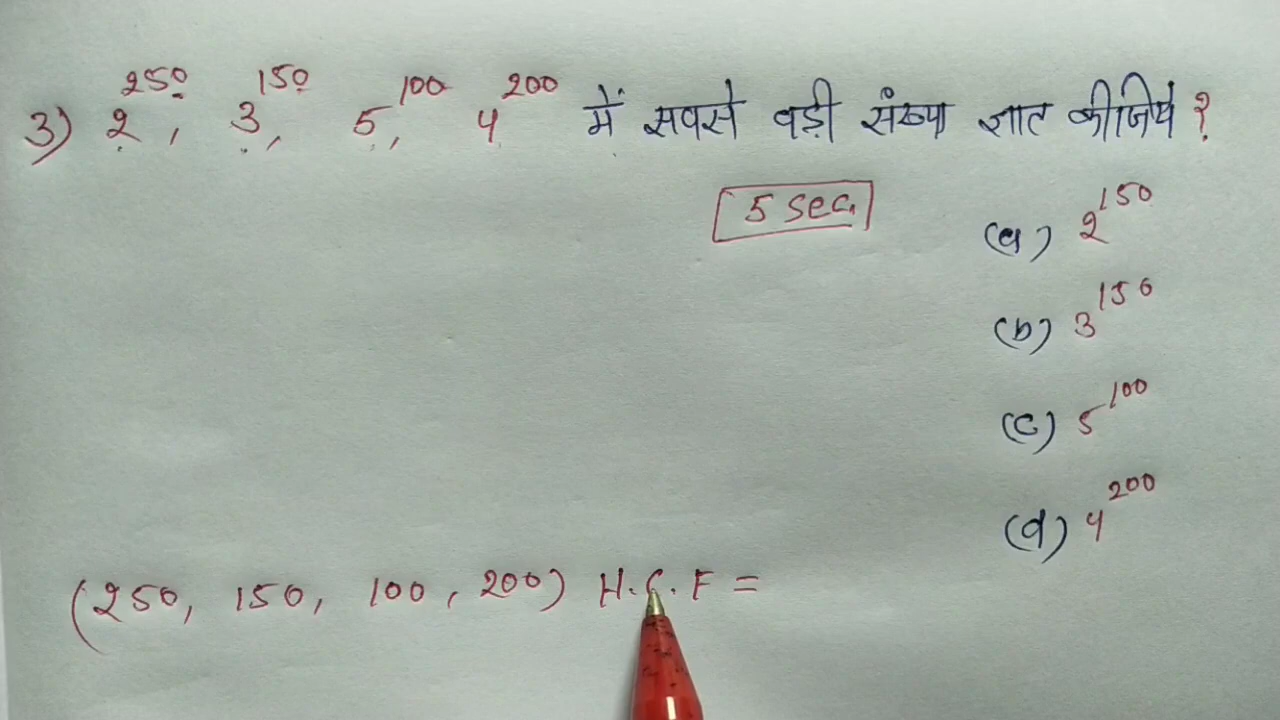 3) 2^250, 3^150, 5^100, 4^200 में सबसे बड़ी संख्या ज्ञात कीजिये ?
5 sec.
(a) 2^150
(b) 3^150
(c) 5^100
(d) 4^200
(250, 150, 100, 200) H.C.F =